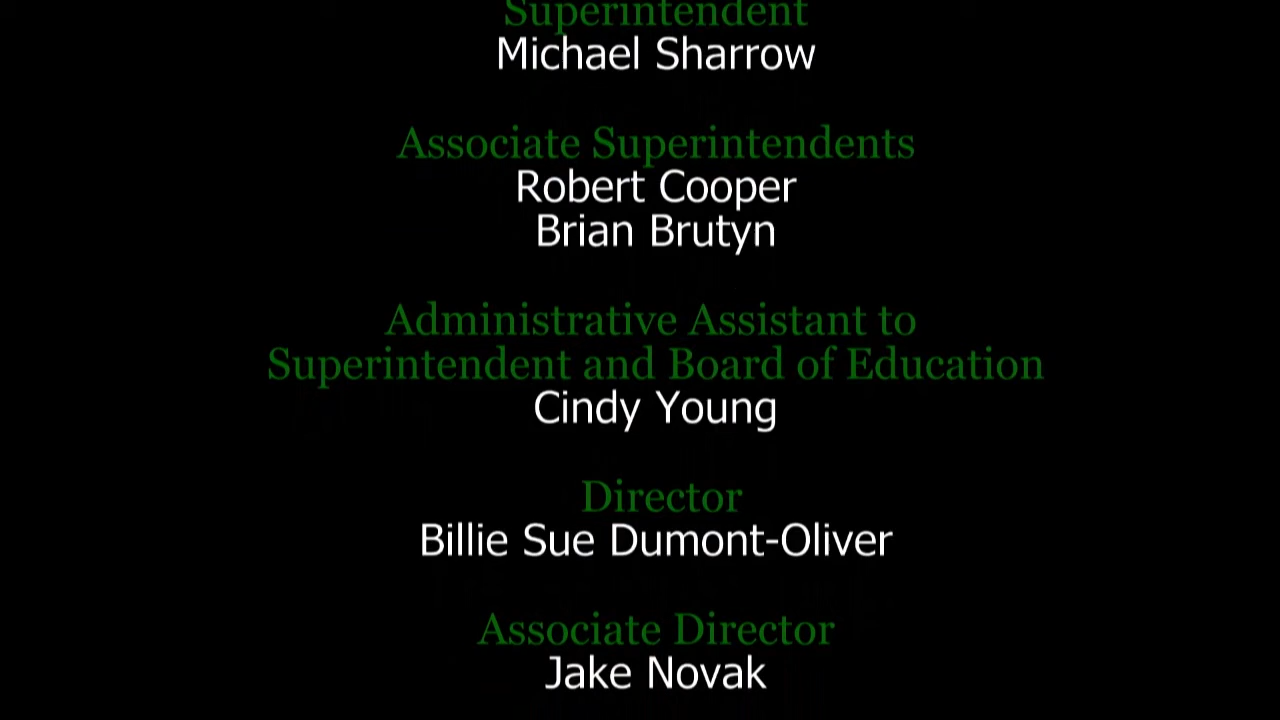 Superintendent
Michael Sharrow
Associate Superintendents
Robert Cooper
Brian Brutyn
Administrative Assistant to
Superintendent and Board of Education
Cindy Young
Director
Billie Sue Dumont-Oliver
Associate Director
Jake Novak